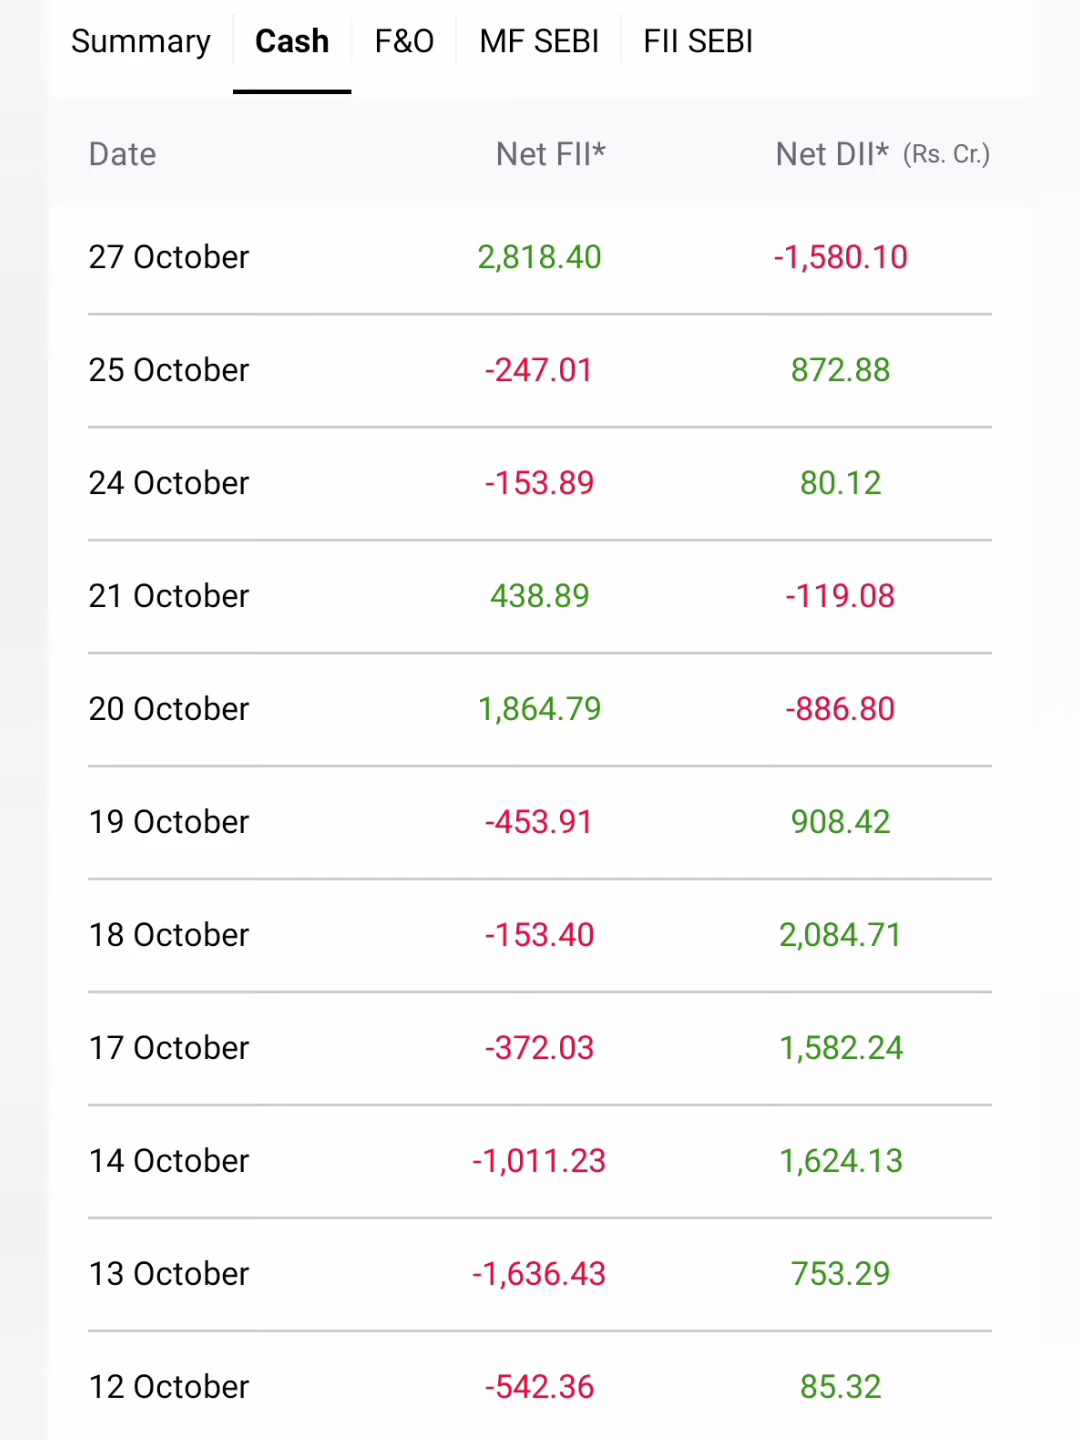 Summary Cash F&O MF SEBI FII SEBI
Date Net FII* Net DII* (Rs. Cr.)
27 October 2,818.40 -1,580.10
25 October -247.01 872.88
24 October -153.89 80.12
21 October 438.89 -119.08
20 October 1,864.79 -886.80
19 October -453.91 908.42
18 October -153.40 2,084.71
17 October -372.03 1,582.24
14 October -1,011.23 1,624.13
13 October -1,636.43 753.29
12 October -542.36 85.32